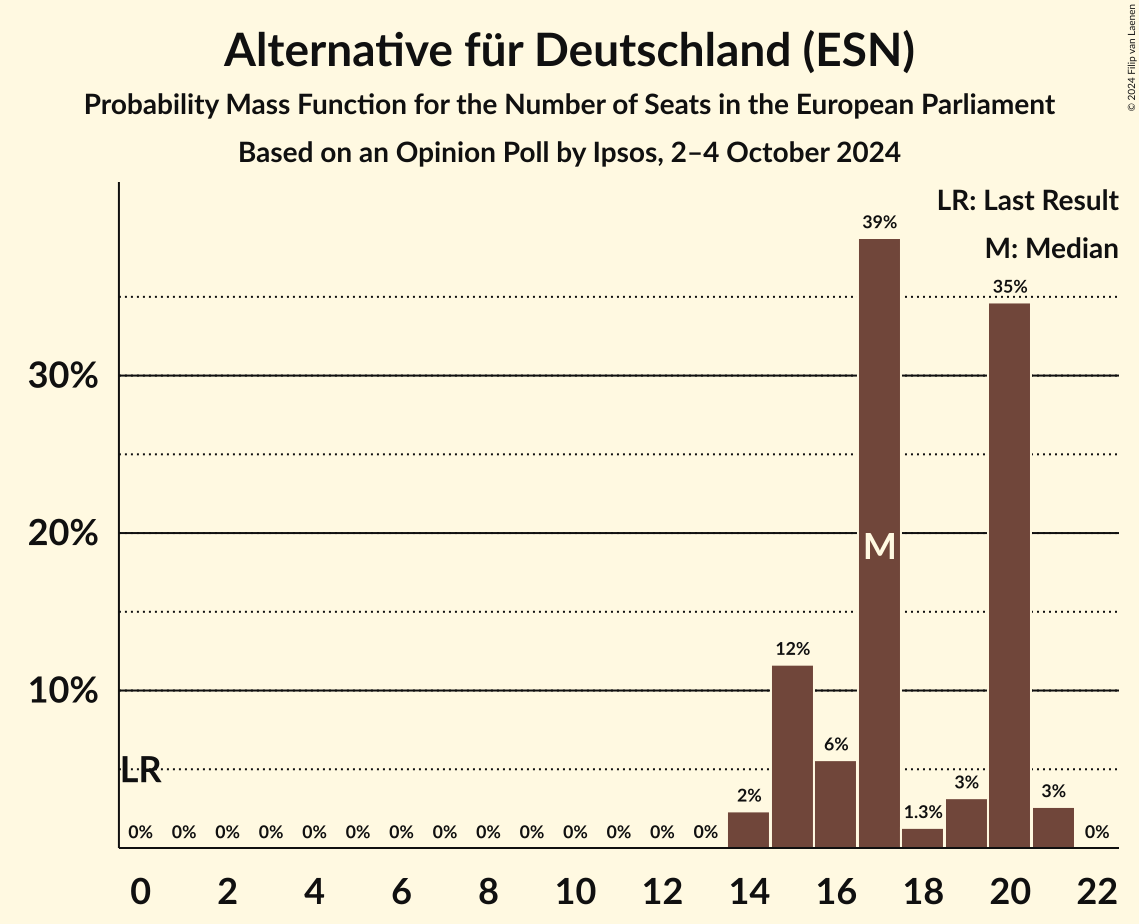 Alternative für Deutschland (ESN)
Probability Mass Function for the Number of Seats in the European Parliament
Based on an Opinion Poll by Ipsos, 2–4 October 2024
© 2024 Filip van Laenen
LR: Last Result
M: Median
39%
35%
30%
20%
M
12%
10%
6%
LR
2%
1.3%
3%
3%
0% 0% 0% 0% 0% 0% 0% 0% 0% 0% 0% 0% 0% 0% 0%
0 2 4 6 8 10 12 14 16 18 20 22